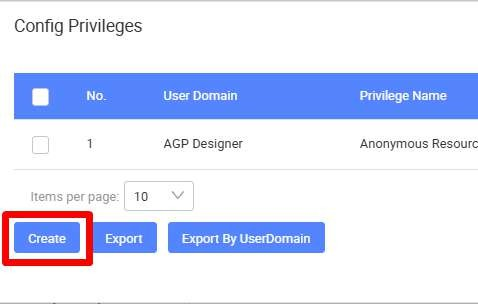 Config Privileges
No. User Domain Privilege Name
1 AGP Designer Anonymous
Items per page: 10
Create Export Export By UserDomain